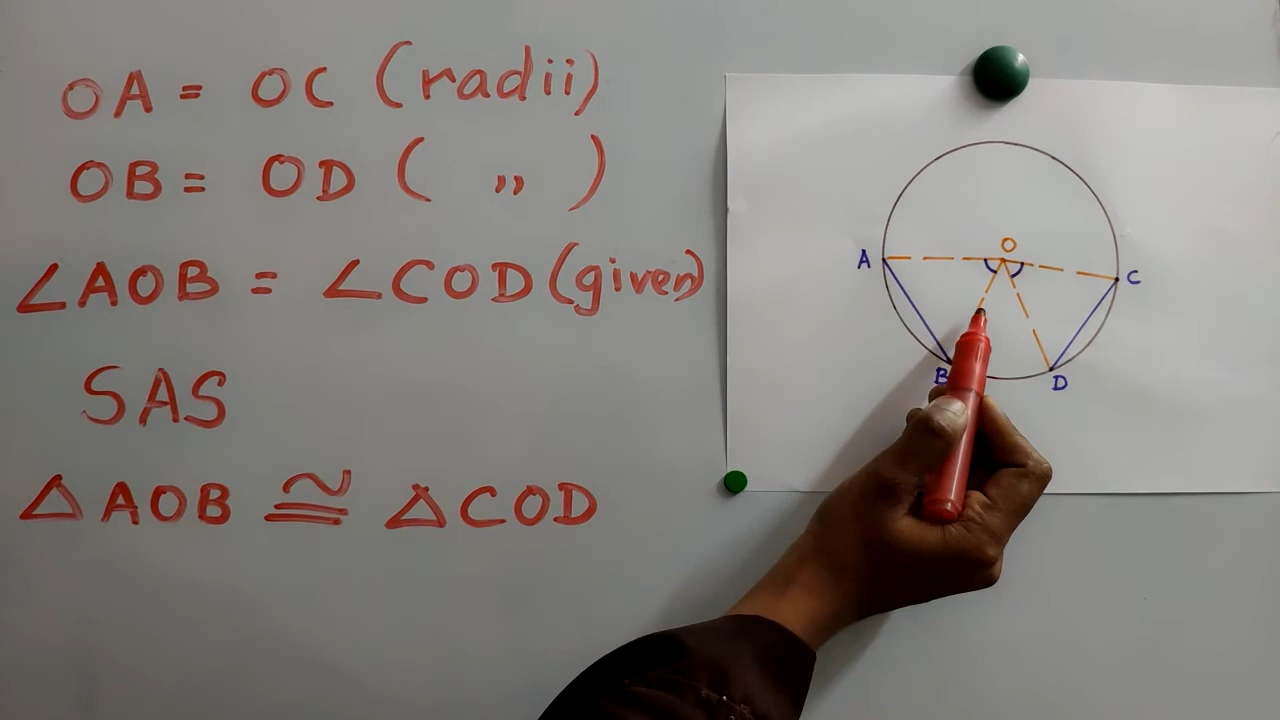 OA = OC (radii)
OB = OD ( ,, )
∠AOB = ∠COD (given)
SAS
△AOB ≅ △COD
O
A
C
B
D